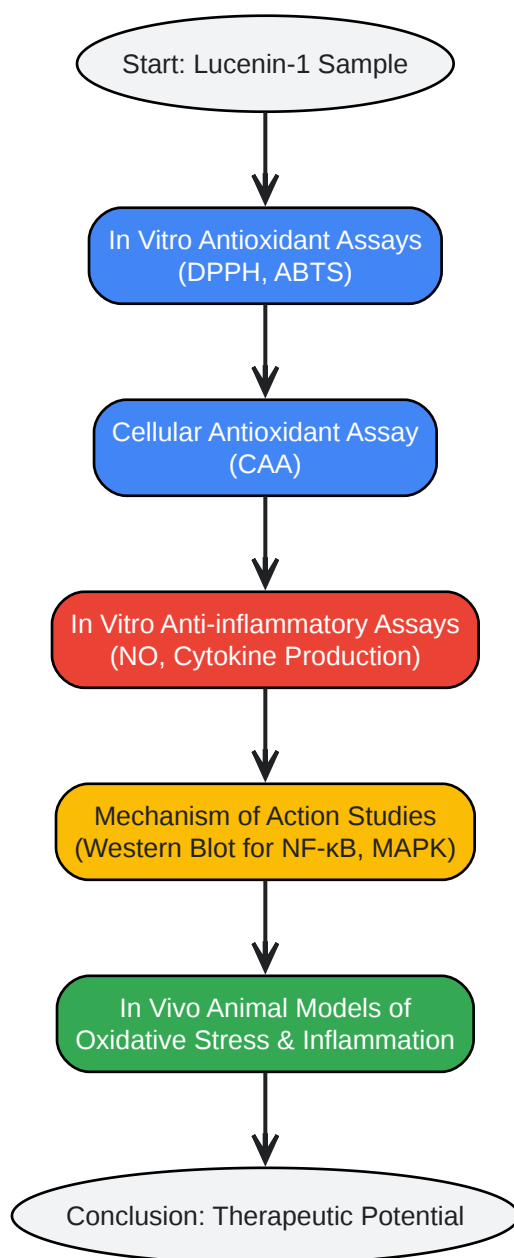 Start: Lucenin-1 Sample
In Vitro Antioxidant Assays
(DPPH, ABTS)
Cellular Antioxidant Assay
(CAA)
In Vitro Anti-inflammatory Assays
(NO, Cytokine Production)
Mechanism of Action Studies
(Western Blot for NF-κB, MAPK)
In Vivo Animal Models of
Oxidative Stress & Inflammation
Conclusion: Therapeutic Potential